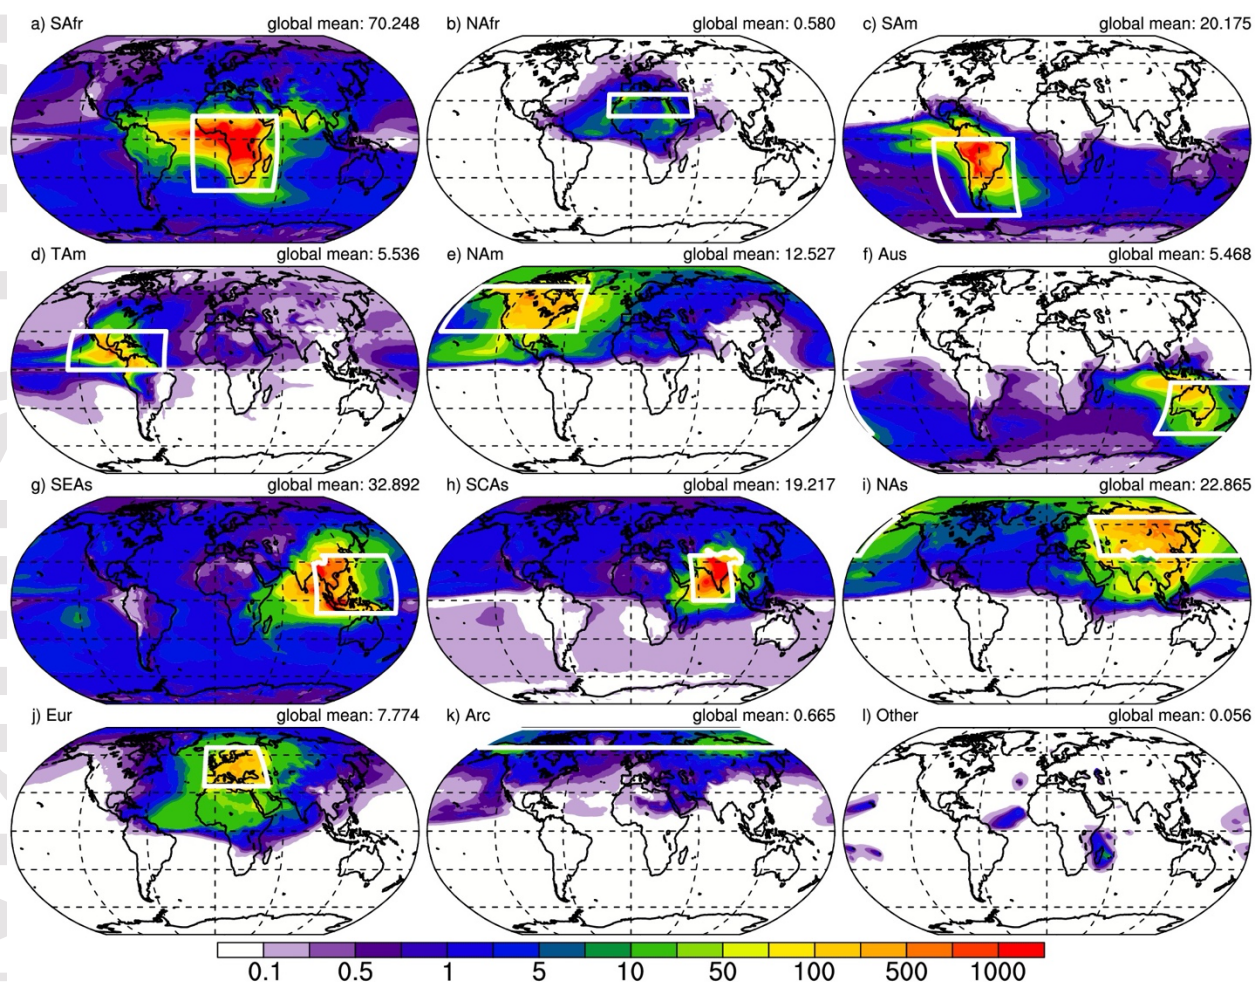 a) SAfr global mean: 70.248 b) NAfr global mean: 0.580 c) SAm global mean: 20.175
d) TAm global mean: 5.536 e) NAm global mean: 12.527 f) Aus global mean: 5.468
g) SEAs global mean: 32.892 h) SCAs global mean: 19.217 i) NAs global mean: 22.865
j) Eur global mean: 7.774 k) Arc global mean: 0.665 l) Other global mean: 0.056
0.1 0.5 1 5 10 50 100 500 1000